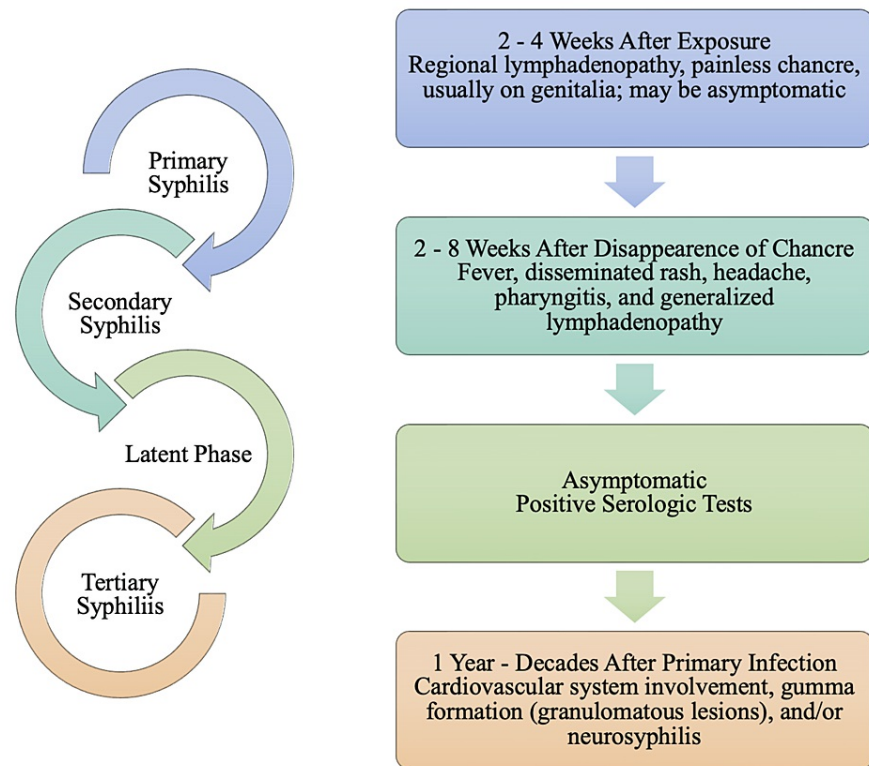 Primary
Syphilis
Secondary
Syphilis
Latent Phase
Tertiary
Syphiliis
2 - 4 Weeks After Exposure
Regional lymphadenopathy, painless chancre,
usually on genitalia; may be asymptomatic
2 - 8 Weeks After Disappearence of Chancre
Fever, disseminated rash, headache,
pharyngitis, and generalized
lymphadenopathy
Asymptomatic
Positive Serologic Tests
1 Year - Decades After Primary Infection
Cardiovascular system involvement, gumma
formation (granulomatous lesions), and/or
neurosyphilis